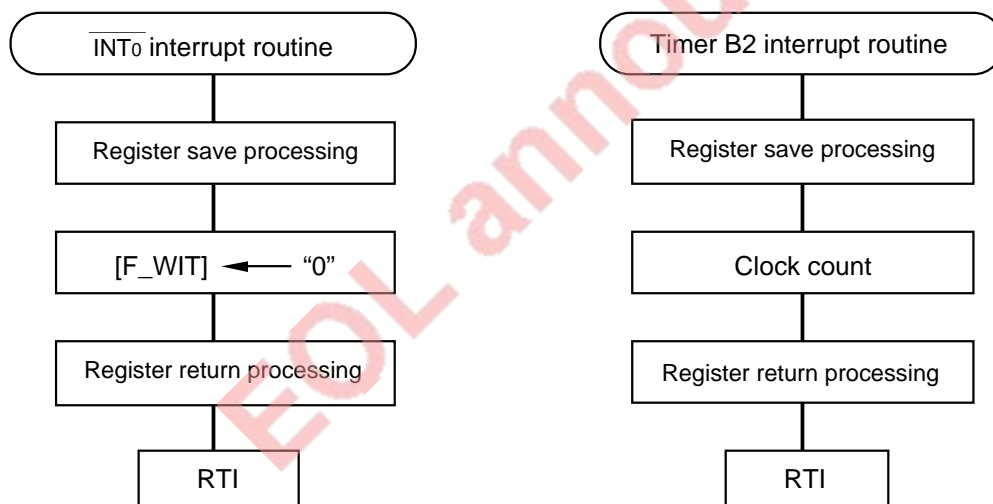 INT0 interrupt routine
Register save processing
[F_WIT] ← “0”
Register return processing
RTI
Timer B2 interrupt routine
Register save processing
Clock count
Register return processing
RTI
EOL annou